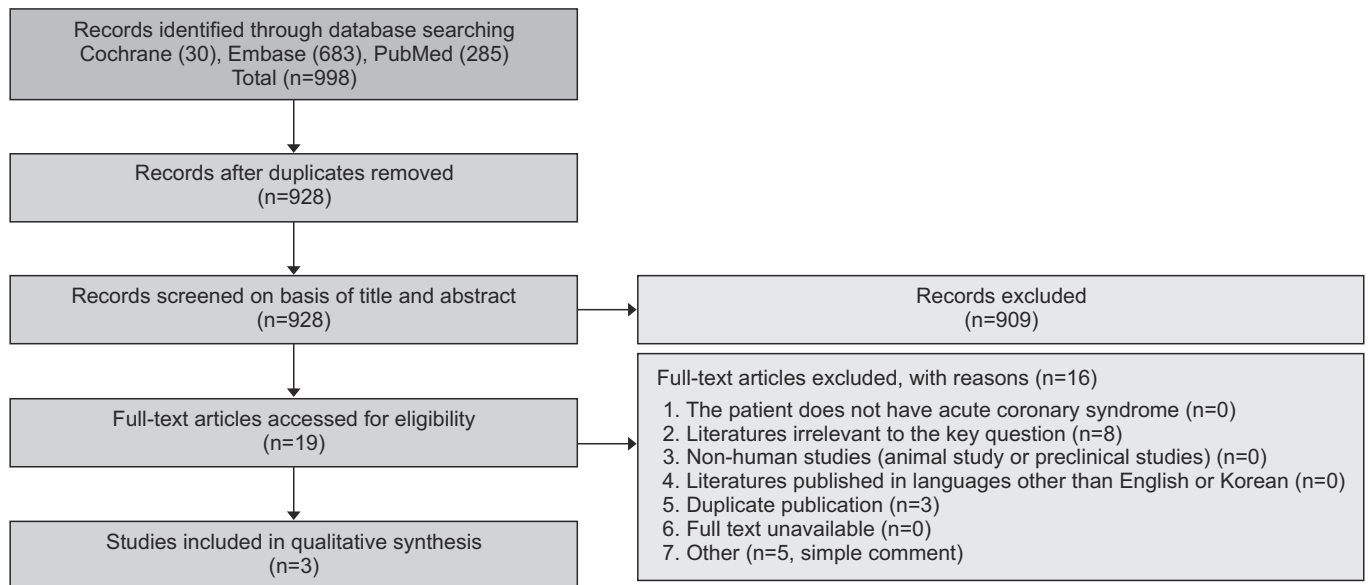 Records identified through database searching
Cochrane (30), Embase (683), PubMed (285)
Total (n=998)
Records after duplicates removed
(n=928)
Records screened on basis of title and abstract
(n=928)
Records excluded
(n=909)
Full-text articles accessed for eligibility
(n=19)
Full-text articles excluded, with reasons (n=16)
1. The patient does not have acute coronary syndrome (n=0)
2. Literatures irrelevant to the key question (n=8)
3. Non-human studies (animal study or preclinical studies) (n=0)
4. Literatures published in languages other than English or Korean (n=0)
5. Duplicate publication (n=3)
6. Full text unavailable (n=0)
7. Other (n=5, simple comment)
Studies included in qualitative synthesis
(n=3)